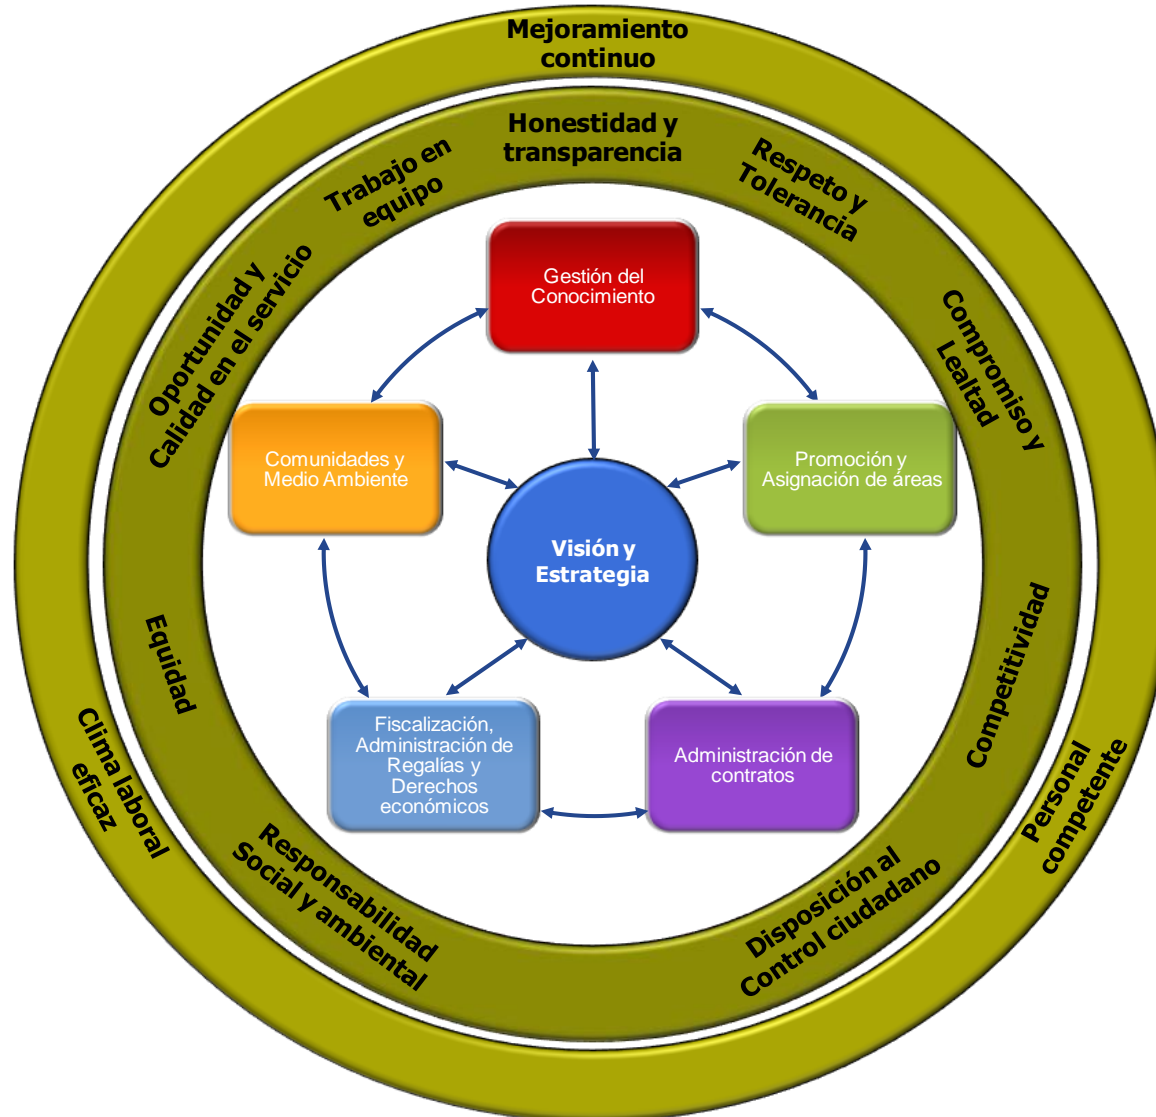 Mejoramiento
continuo
Honestidad y
transparencia
Respeto y
Tolerancia
Compromiso y
Lealtad
Competitividad
Disposición al
Control ciudadano
Responsabilidad
Social y ambiental
Equidad
Oportunidad y
Calidad en el servicio
Trabajo en
equipo
Personal
competente
Clima laboral
eficaz
Gestión del
Conocimiento
Comunidades y
Medio Ambiente
Promoción y
Asignación de áreas
Visión y
Estrategia
Fiscalización,
Administración de
Regalías y
Derechos
económicos
Administración de
contratos